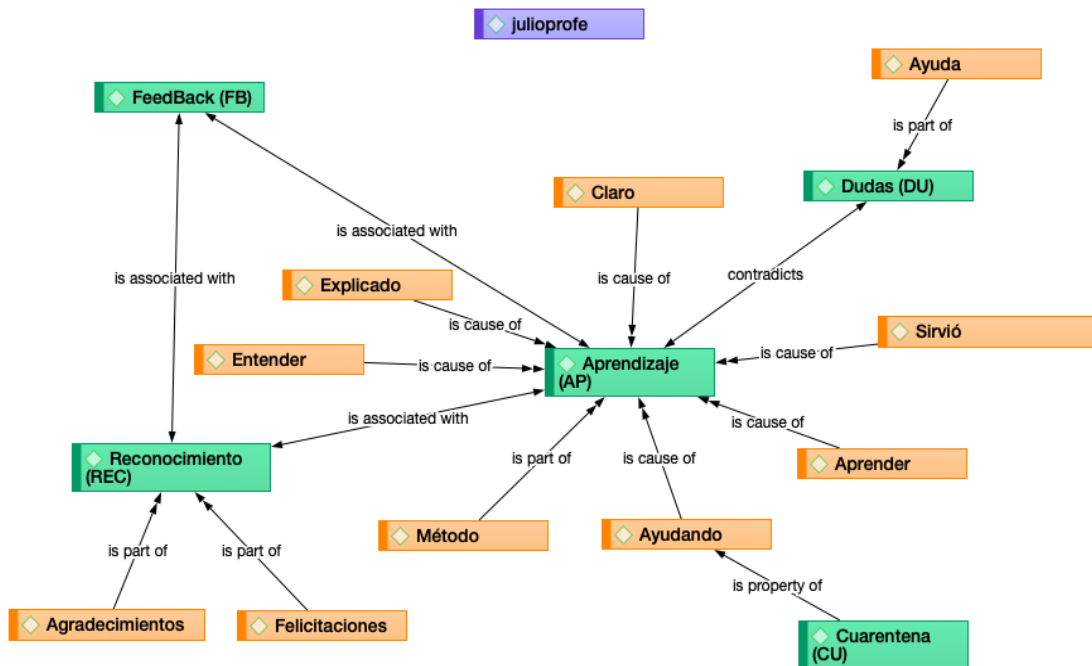 julioprofe
Ayuda
FeedBack (FB)
is part of
Claro
Dudas (DU)
is associated with
is associated with
is cause of
contradicts
Explicado
is cause of
Sirvió
Entender
is cause of
Aprendizaje
(AP)
is cause of
is associated with
is cause of
Reconocimiento
(REC)
is part of
is cause of
Aprender
Método
Ayudando
is part of
is part of
is property of
Agradecimientos
Felicitaciones
Cuarentena
(CU)